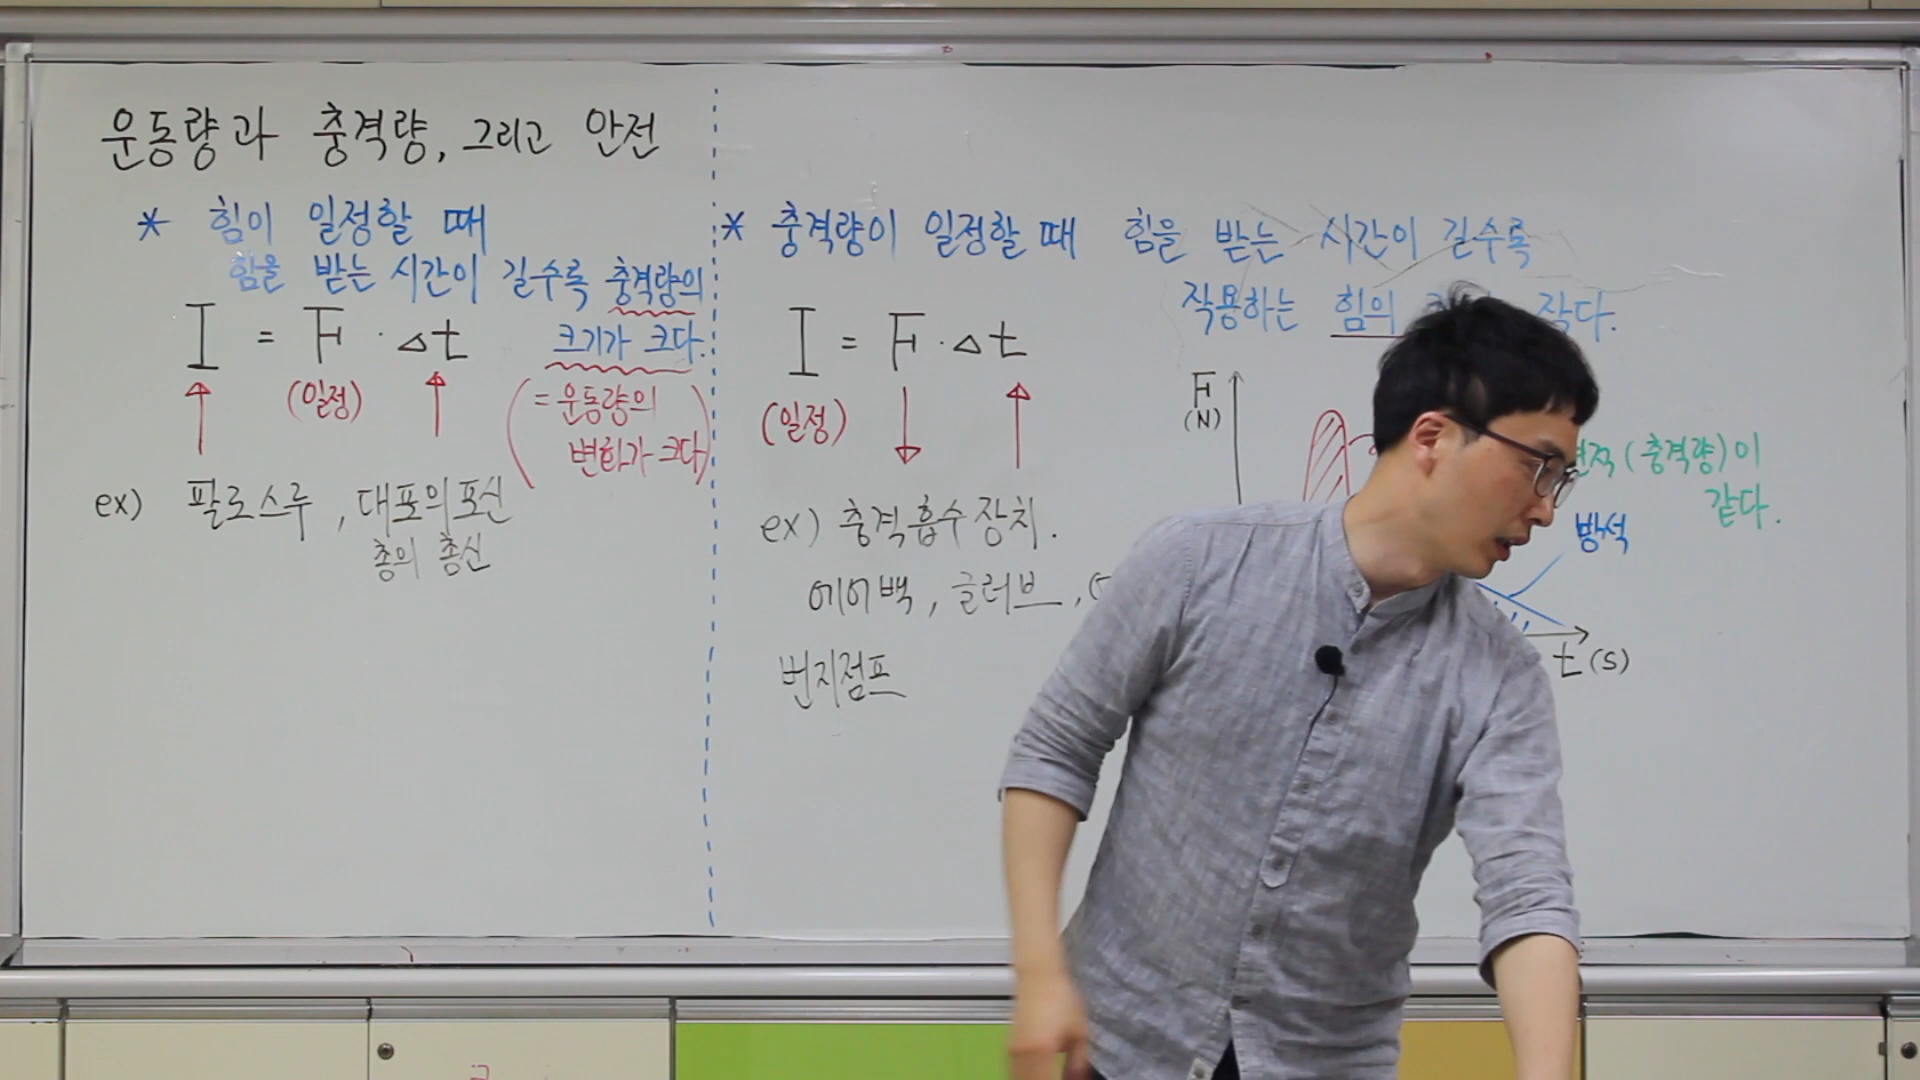 운동량과 충격량, 그리고 안전
* 힘이 일정할 때
힘을 받는 시간이 길수록 충격량의
크기가 크다.
I = F · △t
(일정)
(= 운동량의
변화가 크다)
ex) 팔로스루, 대포의 포신
총의 총신
* 충격량이 일정할 때 힘을 받는 시간이 길수록
작용하는 힘의 작다.
I = F · △t
(일정)
ex) 충격흡수 장치.
에어백, 글러브,
번지점프
F
(N)
(충격량)이
같다.
방석
t (s)